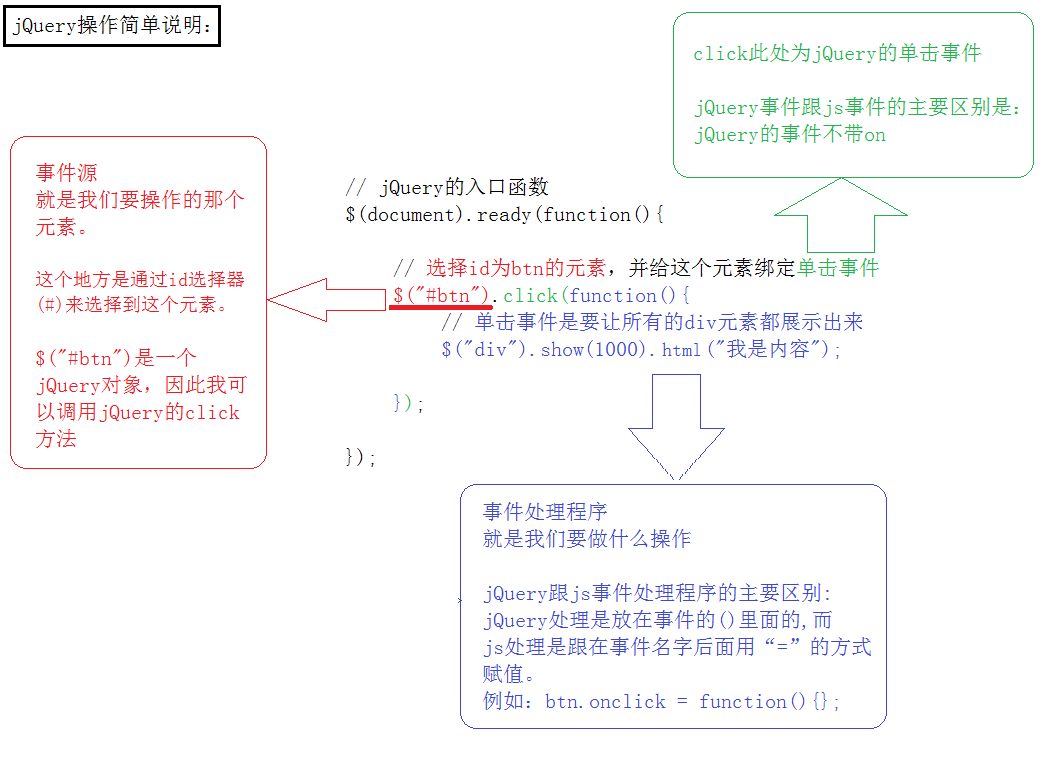 jQuery操作简单说明：
click此处为jQuery的单击事件
jQuery事件跟js事件的主要区别是：
jQuery的事件不带on
事件源
就是我们要操作的那个
元素。
这个地方是通过id选择器
(#)来选择到这个元素。
$("#btn")是一个
jQuery对象，因此我可
以调用jQuery的click
方法
// jQuery的入口函数
$(document).ready(function(){
// 选择id为btn的元素，并给这个元素绑定单击事件
$("#btn").click(function(){
// 单击事件是要让所有的div元素都展示出来
$("div").show(1000).html("我是内容");
});
});
事件处理程序
就是我们要做什么操作
jQuery跟js事件处理程序的主要区别:
jQuery处理是放在事件的()里面的,而
js处理是跟在事件名字后面用“=”的方式
赋值。
例如：btn.onclick = function(){};